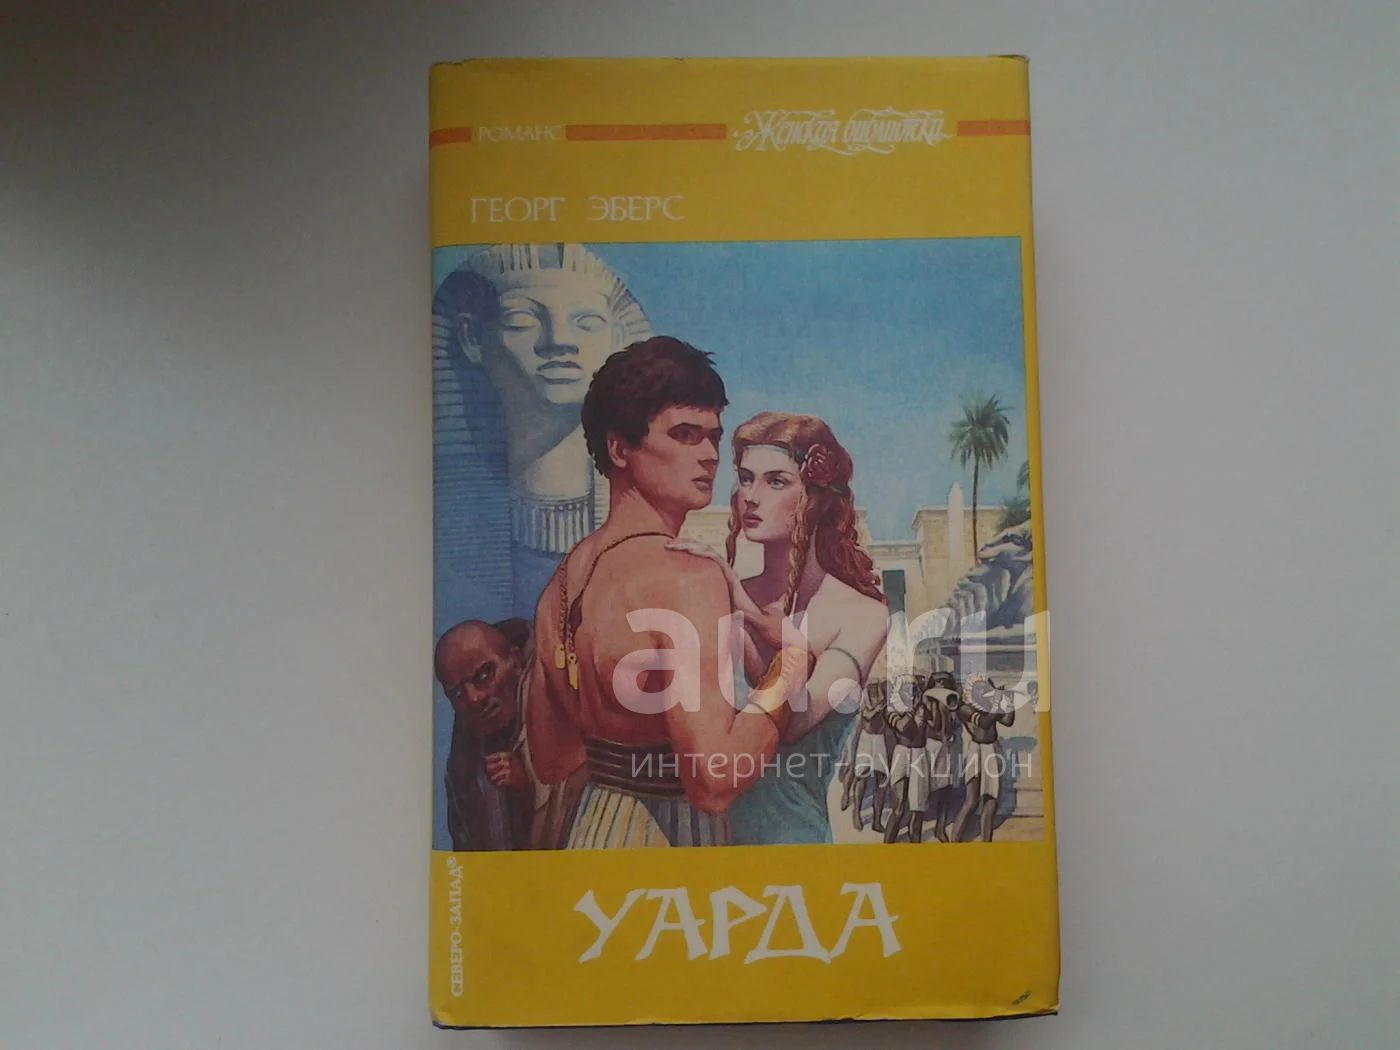 РОМАНС
Женская библиотека
ГЕОРГ ЭБЕРС
au.ru
интернет-аукцион
СЕВЕРО-ЗАПАД®
УАРДА